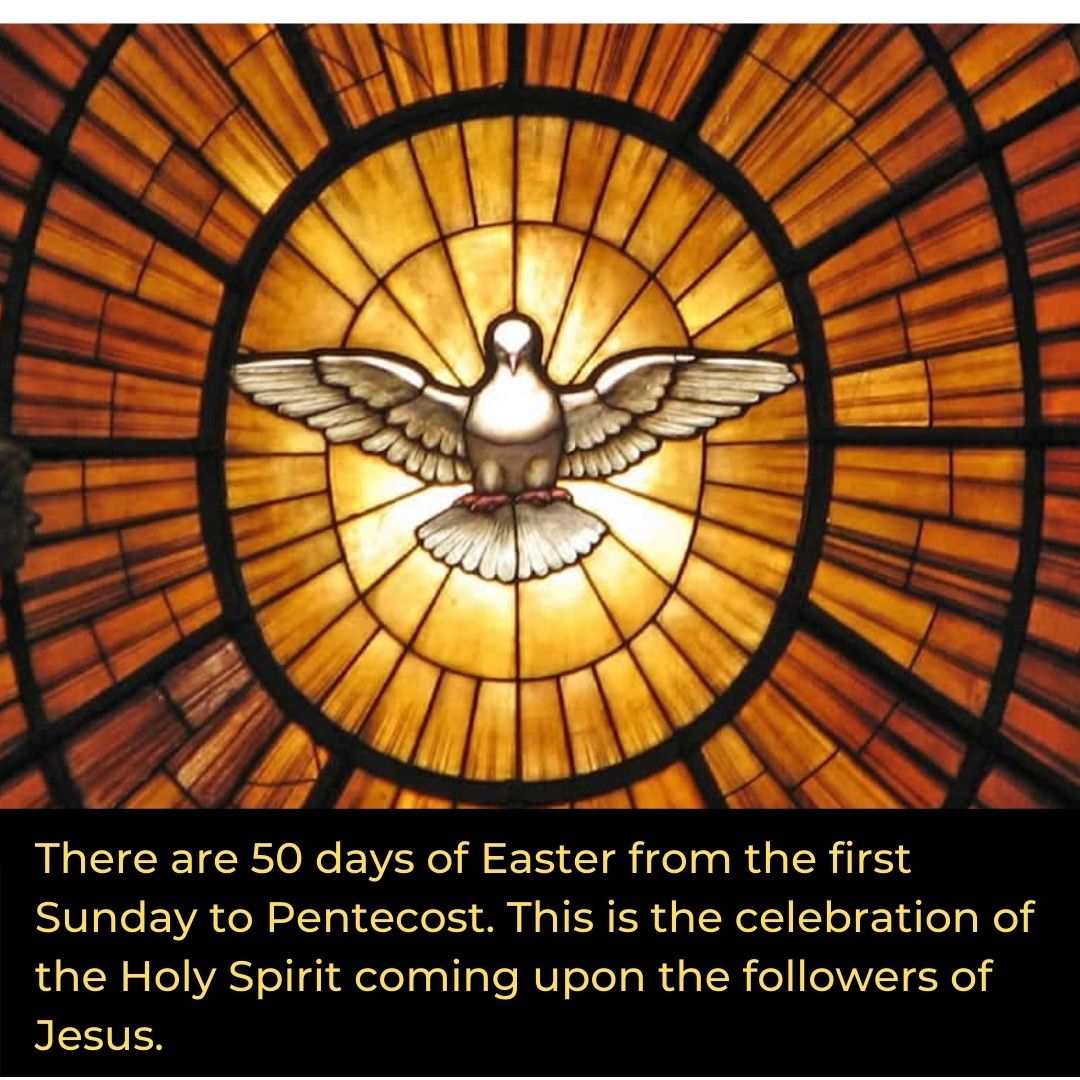 There are 50 days of Easter from the first
Sunday to Pentecost. This is the celebration of
the Holy Spirit coming upon the followers of
Jesus.